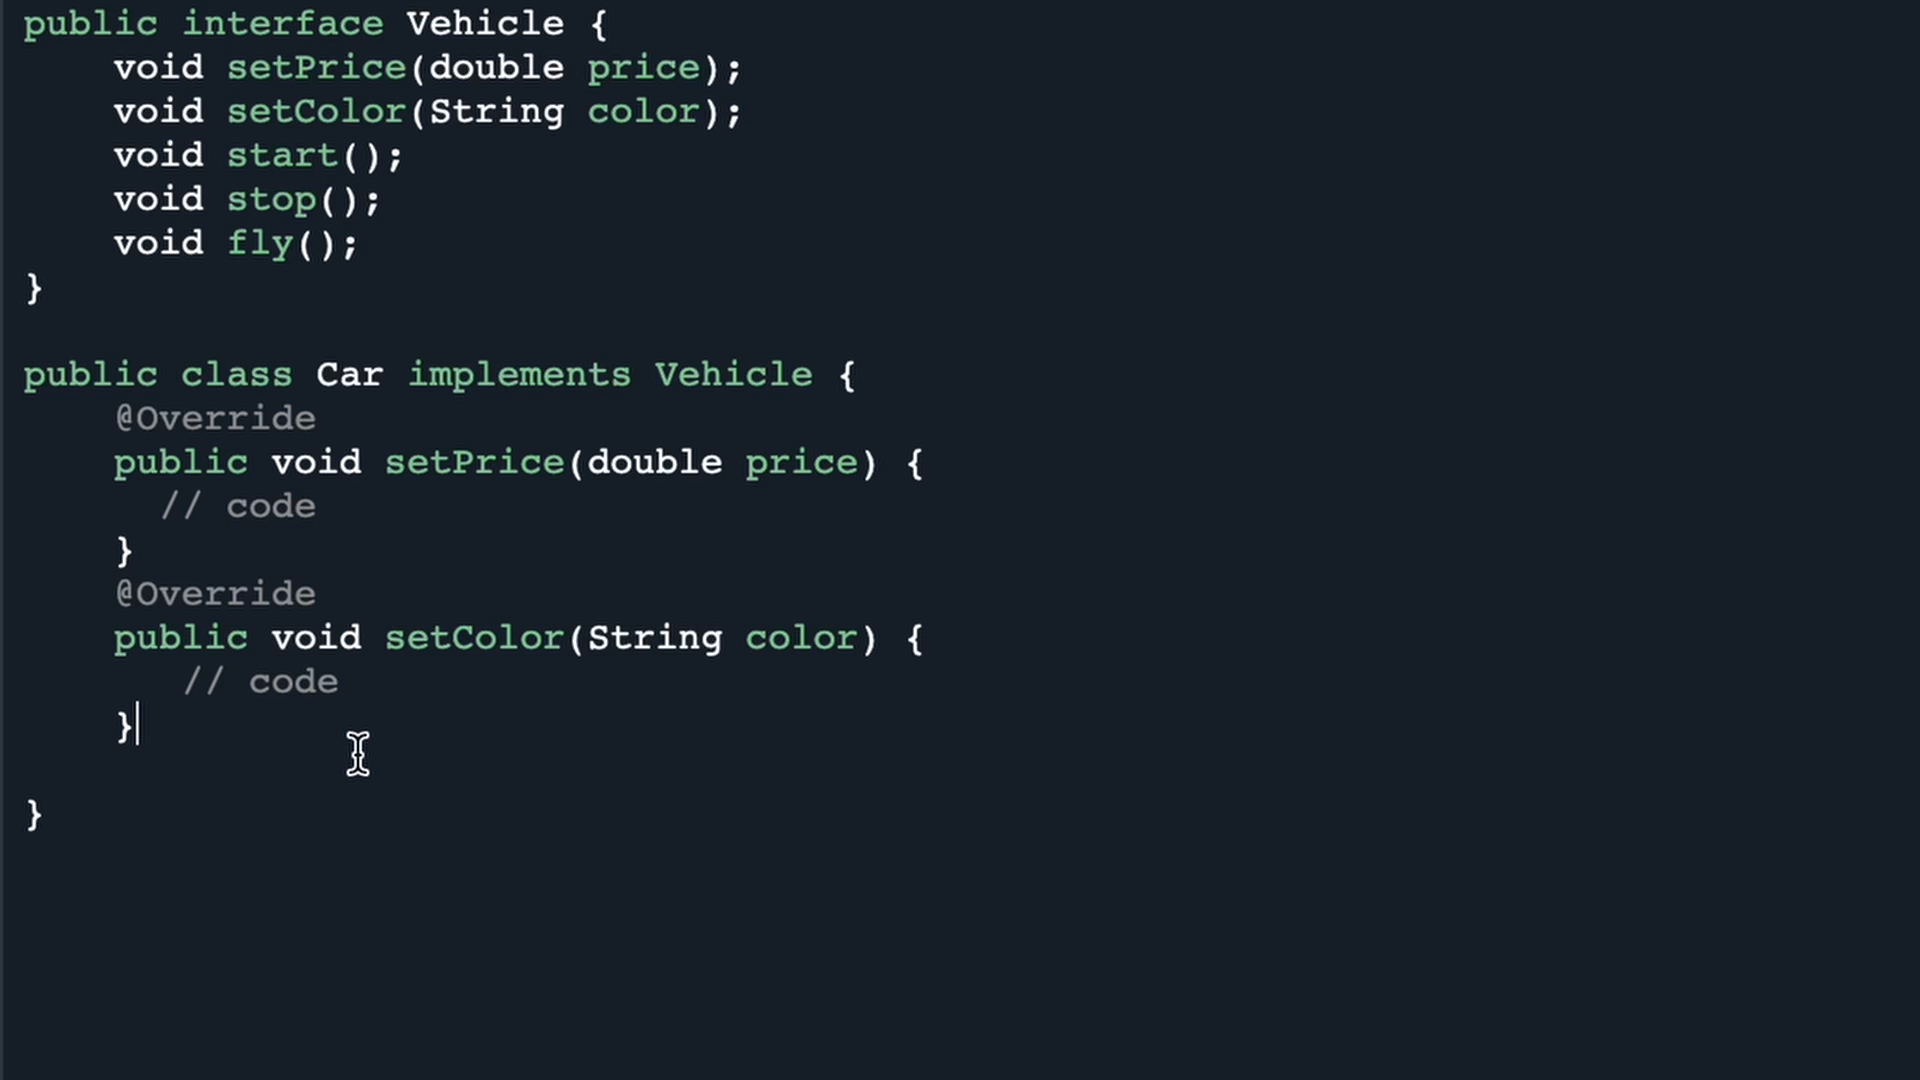 public interface Vehicle {
    void setPrice(double price);
    void setColor(String color);
    void start();
    void stop();
    void fly();
}

public class Car implements Vehicle {
    @Override
    public void setPrice(double price) {
      // code
    }
    @Override
    public void setColor(String color) {
       // code
    }

}